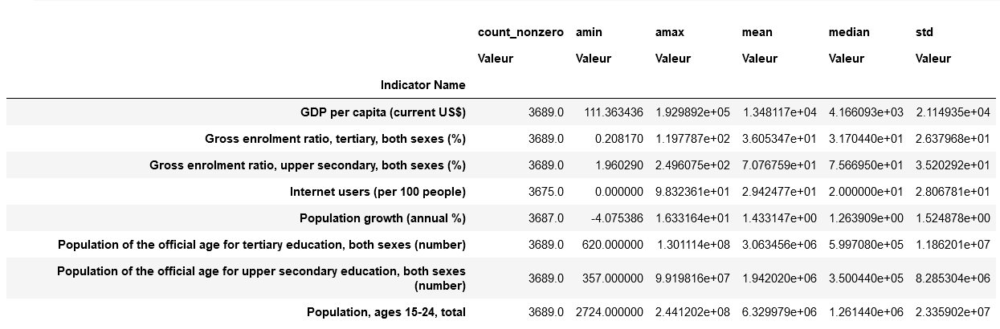 count_nonzero amin amax mean median std
Valeur Valeur Valeur Valeur Valeur Valeur
Indicator Name
GDP per capita (current US$) 3689.0 111.363436 1.929892e+05 1.348117e+04 4.166093e+03 2.114935e+04
Gross enrolment ratio, tertiary, both sexes (%) 3689.0 0.208170 1.197787e+02 3.605347e+01 3.170440e+01 2.637968e+01
Gross enrolment ratio, upper secondary, both sexes (%) 3689.0 1.960290 2.496075e+02 7.076759e+01 7.566950e+01 3.520292e+01
Internet users (per 100 people) 3675.0 0.000000 9.832361e+01 2.942477e+01 2.000000e+01 2.806781e+01
Population growth (annual %) 3687.0 -4.075386 1.633164e+01 1.433147e+00 1.263909e+00 1.524878e+00
Population of the official age for tertiary education, both sexes (number) 3689.0 620.000000 1.301114e+08 3.063456e+06 5.997080e+05 1.186201e+07
Population of the official age for upper secondary education, both sexes
(number) 3689.0 357.000000 9.919816e+07 1.942020e+06 3.500440e+05 8.285304e+06
Population, ages 15-24, total 3689.0 2724.000000 2.441202e+08 6.329979e+06 1.261440e+06 2.335902e+07